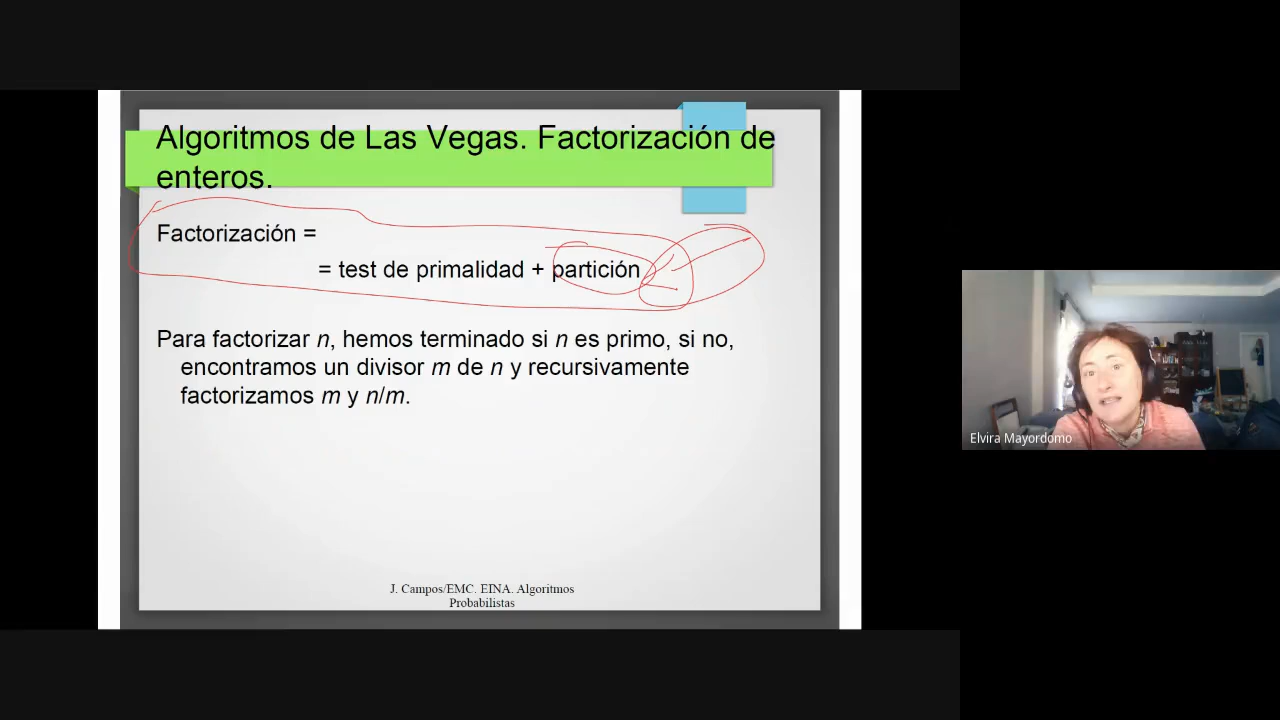 Algoritmos de Las Vegas. Factorización de
enteros.
Factorización =
= test de primalidad + partición
Para factorizar n, hemos terminado si n es primo, si no,
encontramos un divisor m de n y recursivamente
factorizamos m y n/m.
J. Campos/EMC. EINA. Algoritmos
Probabilistas
Elvira Mayordomo